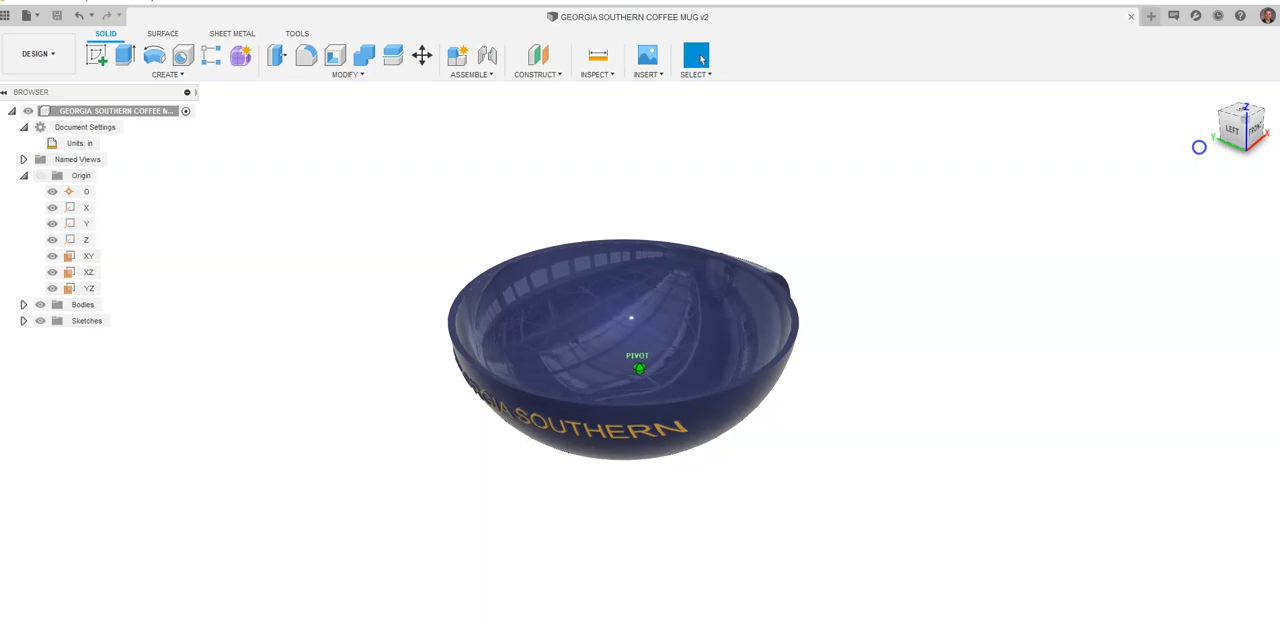 GEORGIA SOUTHERN COFFEE MUG v2
DESIGN
SOLID SURFACE SHEET METAL TOOLS
CREATE MODIFY ASSEMBLE CONSTRUCT INSPECT INSERT SELECT
BROWSER
GEORGIA SOUTHERN COFFEE M...
Document Settings
Units: in
Named Views
Origin
O
X
Y
Z
XY
XZ
YZ
Bodies
Sketches
Z
LEFT FRONT
Y X
PIVOT
GIA SOUTHERN